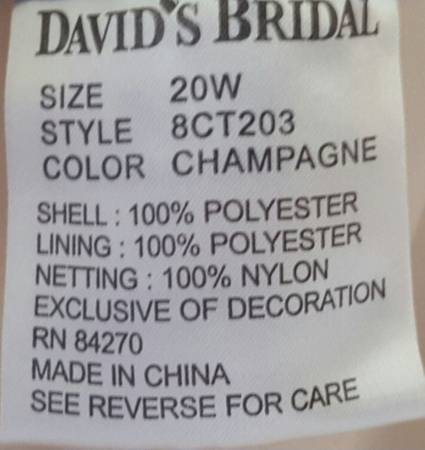 DAVID'S BRIDAL
SIZE 20W
STYLE 8CT203
COLOR CHAMPAGNE
SHELL : 100% POLYESTER
LINING : 100% POLYESTER
NETTING : 100% NYLON
EXCLUSIVE OF DECORATION
RN 84270
MADE IN CHINA
SEE REVERSE FOR CARE